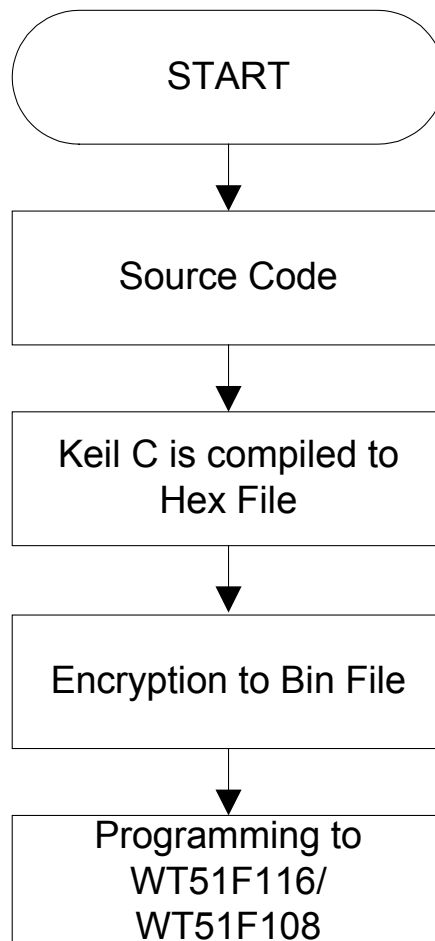 START
Source Code
Keil C is compiled to
Hex File
Encryption to Bin File
Programming to
WT51F116/
WT51F108